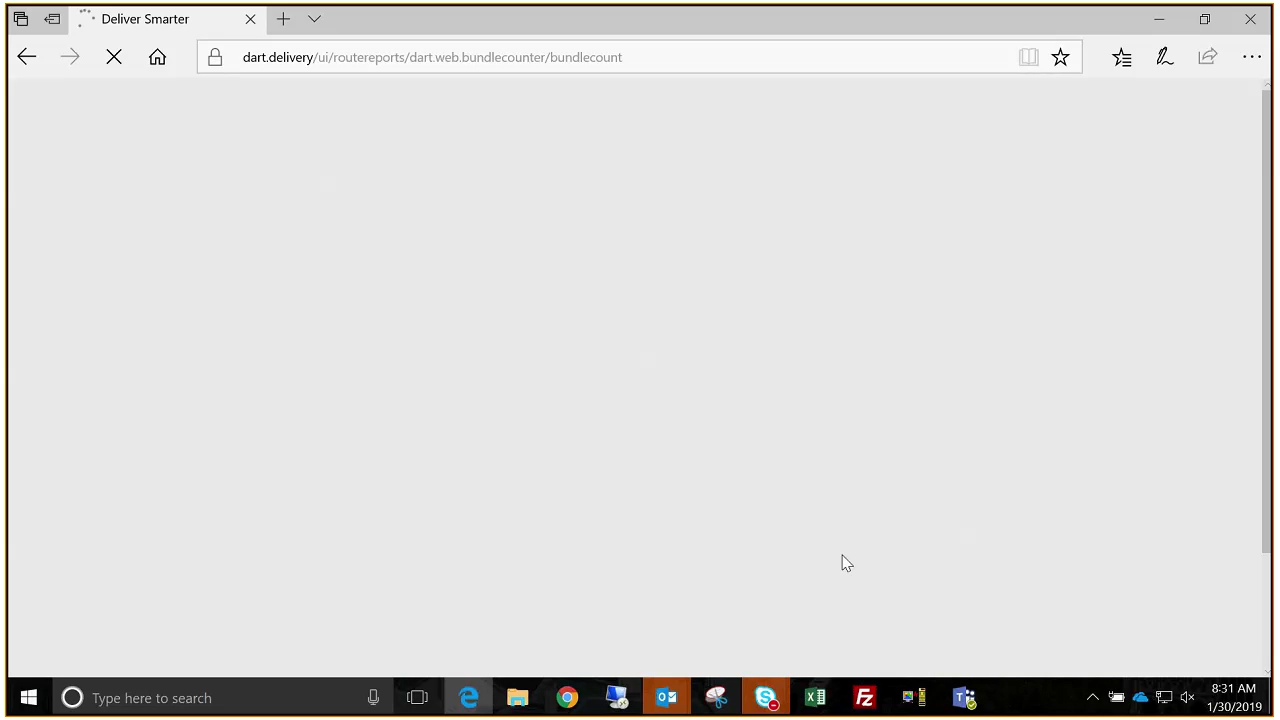 Deliver Smarter
dart.delivery/ui/routereports/dart.web.bundlecounter/bundlecount
Type here to search
8:31 AM
1/30/2019